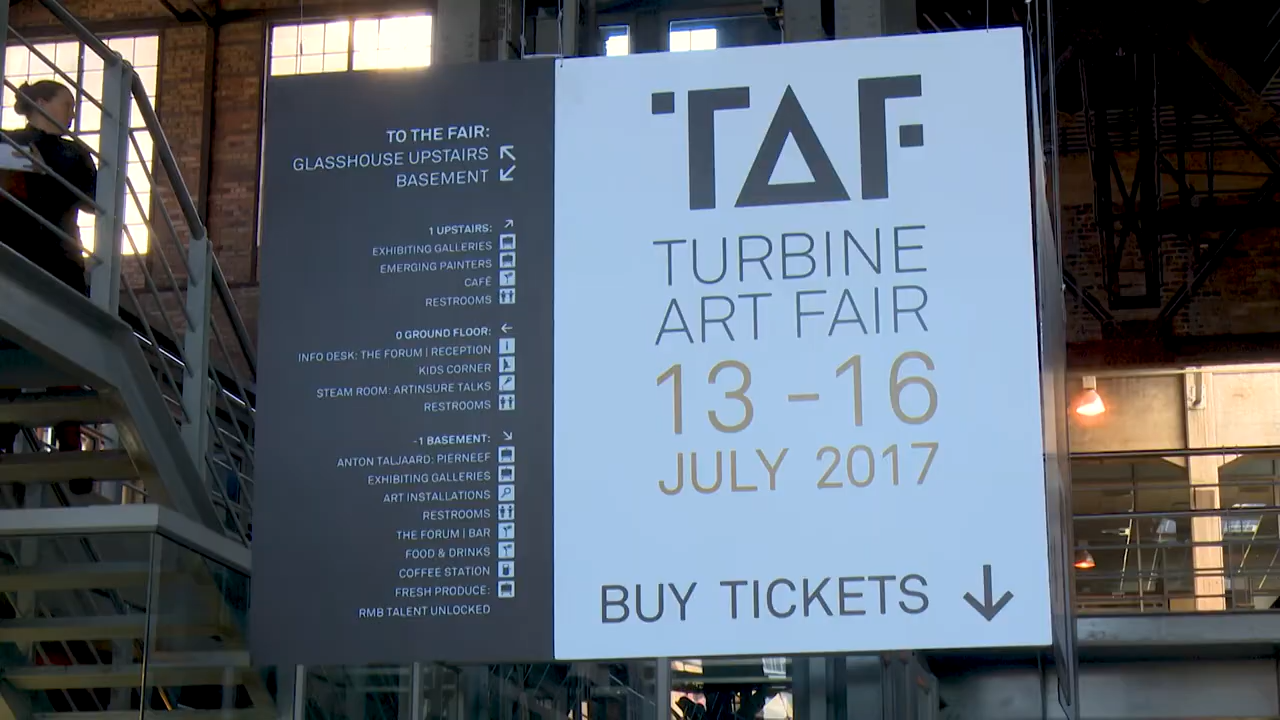 TO THE FAIR:
GLASSHOUSE UPSTAIRS
BASEMENT
1 UPSTAIRS:
EXHIBITING GALLERIES
EMERGING PAINTERS
CAFÉ
RESTROOMS
0 GROUND FLOOR:
INFO DESK: THE FORUM | RECEPTION
KIDS CORNER
STEAM ROOM: ARTINSURE TALKS
RESTROOMS
-1 BASEMENT:
ANTON TALJAARD: PIERNEEF
EXHIBITING GALLERIES
ART INSTALLATIONS
RESTROOMS
THE FORUM | BAR
FOOD & DRINKS
COFFEE STATION
FRESH PRODUCE:
RMB TALENT UNLOCKED
TAF
TURBINE
ART FAIR
13 - 16
JULY 2017
BUY TICKETS